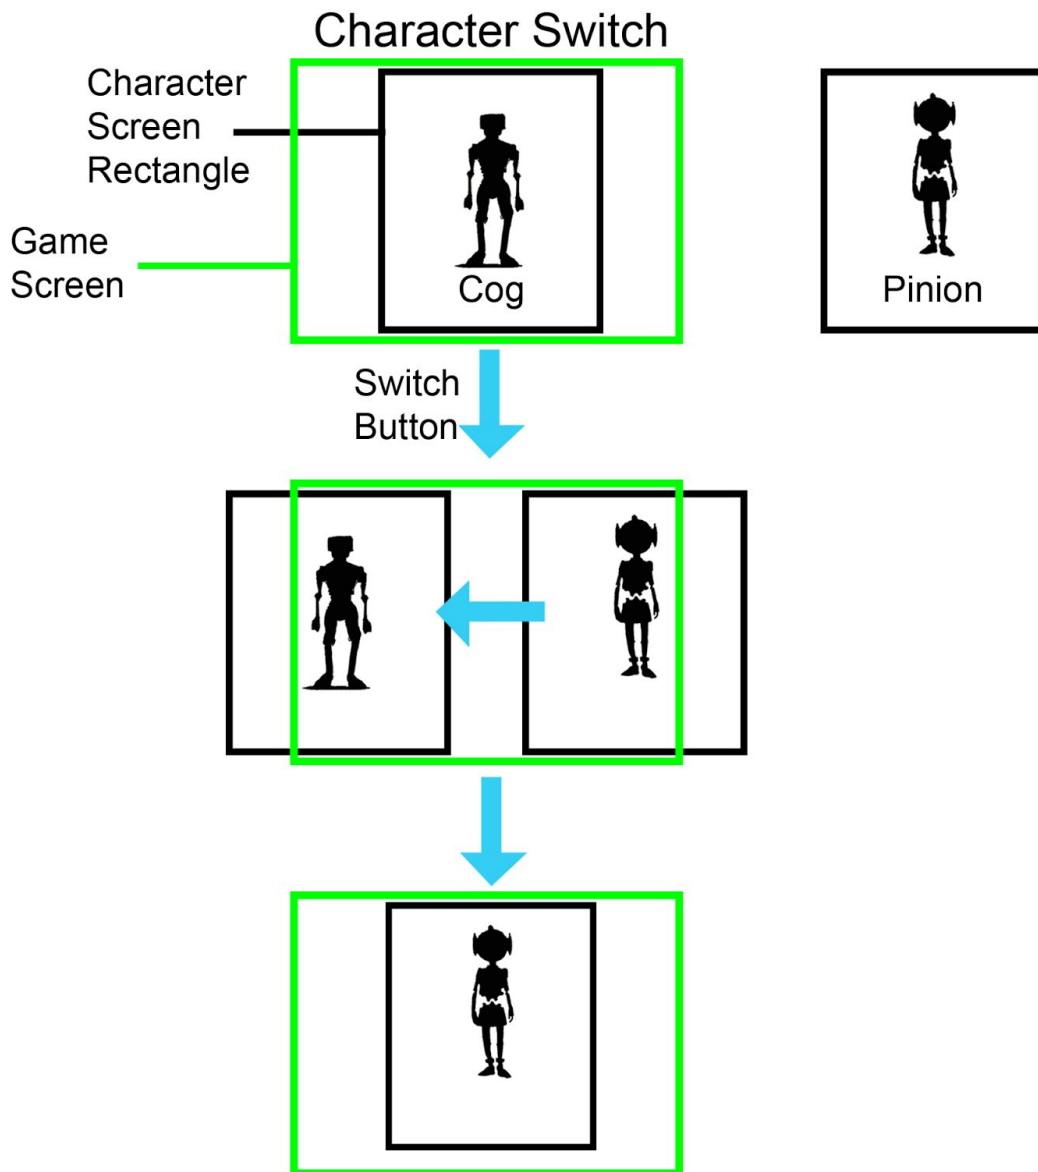 Character Switch
Character
Screen
Rectangle
Game
Screen
Cog
Pinion
Switch
Button